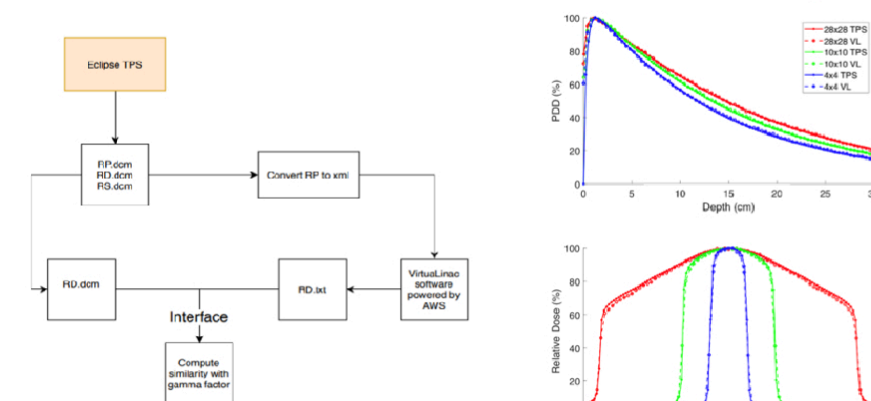 Eclipse TPS
RP.dcm
RD.dcm
RS.dcm
Convert RP to xml
RD.dcm
RD.txt
VirtuaLinac
software
powered by
AWS
Interface
Compute
similarity with
gamma factor
100
80
60
40
20
0
PDD (%)
0
5
10
15
20
25
Depth (cm)
28x28 TPS
28x28 VL
10x10 TPS
10x10 VL
4x4 TPS
4x4 VL
100
80
60
40
20
Relative Dose (%)